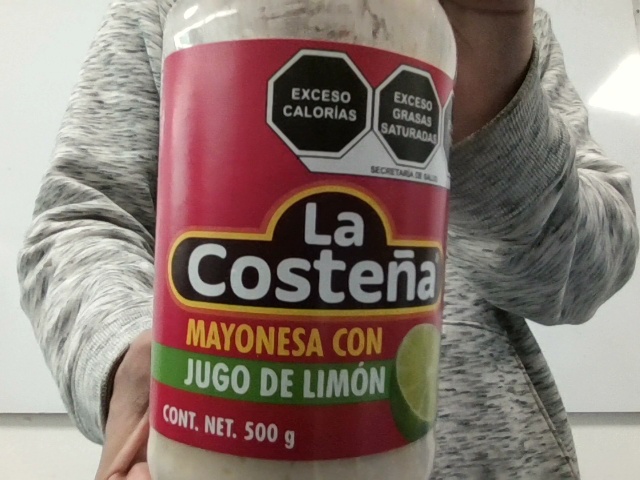 EXCESO
CALORÍAS
EXCESO
GRASAS
SATURADAS
SECRETARÍA DE SALUD
La
Costeña
MAYONESA CON
JUGO DE LIMÓN
CONT. NET. 500 g